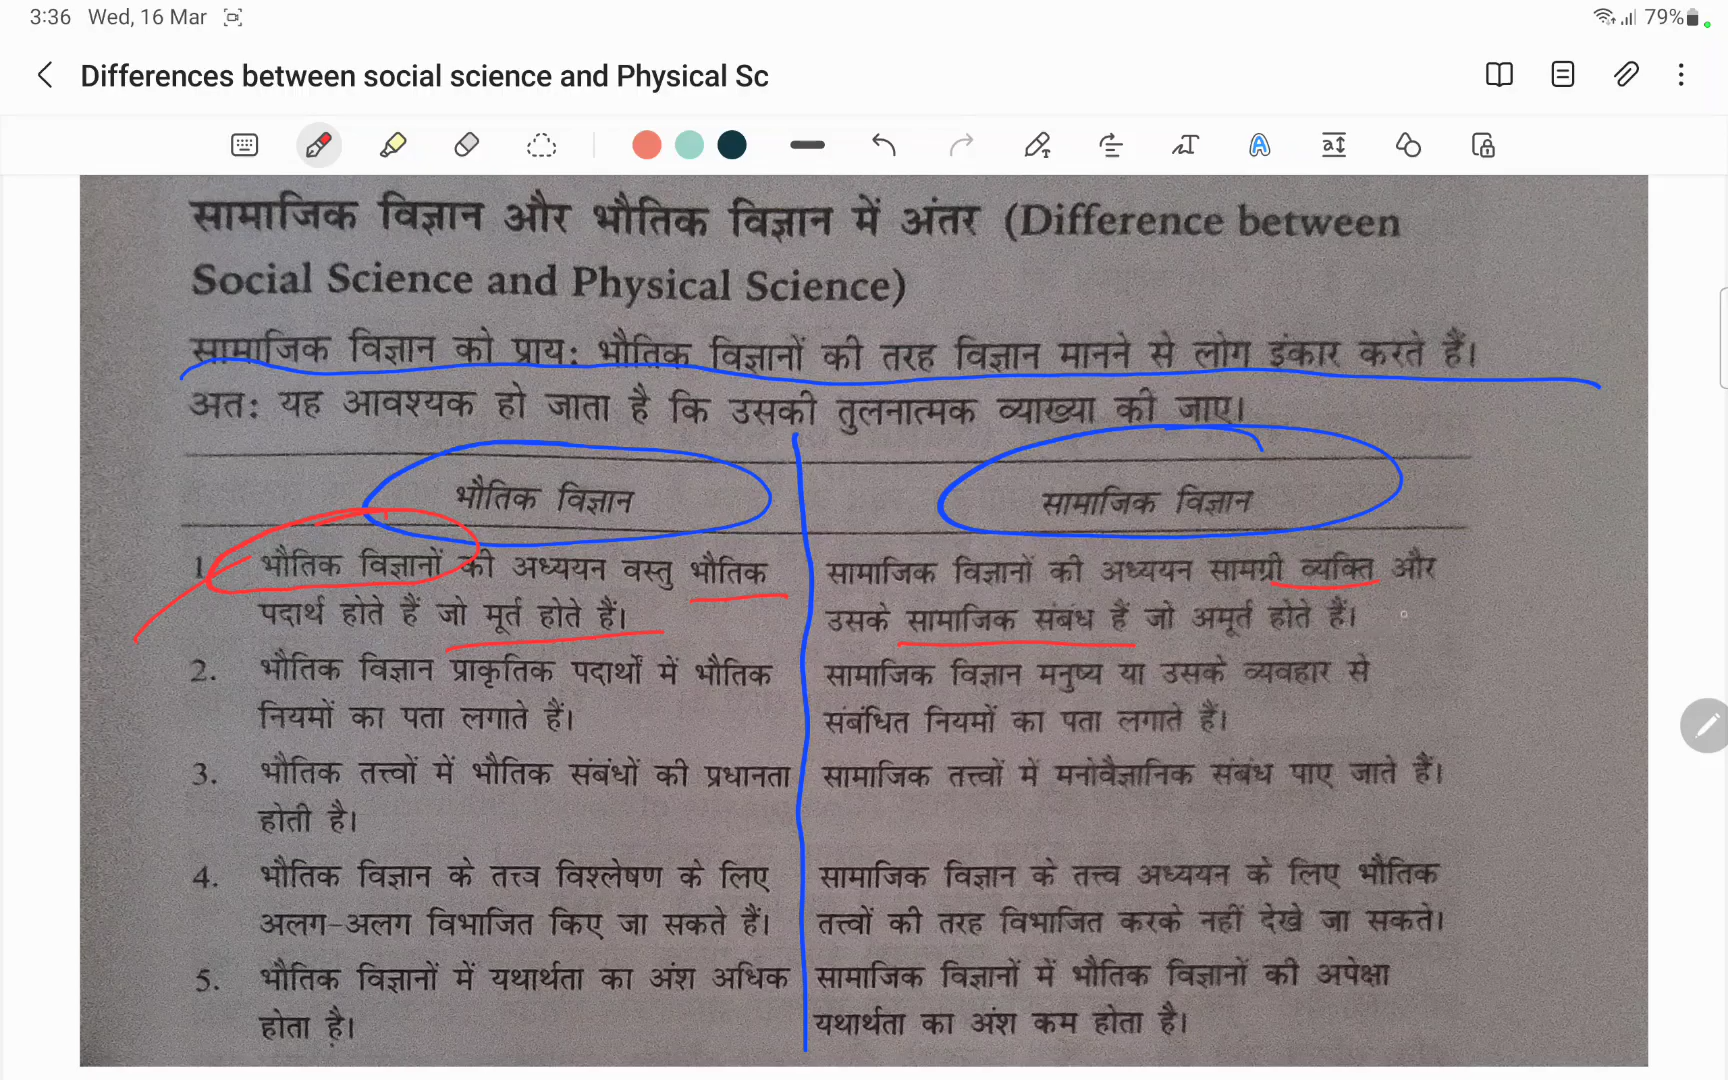 3:36 Wed, 16 Mar
79%
Differences between social science and Physical Sc
सामाजिक विज्ञान और भौतिक विज्ञान में अंतर (Difference between
Social Science and Physical Science)
सामाजिक विज्ञान को प्राय: भौतिक विज्ञानों की तरह विज्ञान मानने से लोग इंकार करते हैं।
अत: यह आवश्यक हो जाता है कि उसकी तुलनात्मक व्याख्या की जाए।
भौतिक विज्ञान सामाजिक विज्ञान
1. भौतिक विज्ञानों की अध्ययन वस्तु भौतिक सामाजिक विज्ञानों की अध्ययन सामग्री व्यक्ति और
पदार्थ होते हैं जो मूर्त होते हैं। उसके सामाजिक संबंध हैं जो अमूर्त होते हैं।
2. भौतिक विज्ञान प्राकृतिक पदार्थों में भौतिक सामाजिक विज्ञान मनुष्य या उसके व्यवहार से
नियमों का पता लगाते हैं। संबंधित नियमों का पता लगाते हैं।
3. भौतिक तत्त्वों में भौतिक संबंधों की प्रधानता सामाजिक तत्त्वों में मनोवैज्ञानिक संबंध पाए जाते हैं।
होती है।
4. भौतिक विज्ञान के तत्त्व विश्लेषण के लिए सामाजिक विज्ञान के तत्त्व अध्ययन के लिए भौतिक
अलग-अलग विभाजित किए जा सकते हैं। तत्त्वों की तरह विभाजित करके नहीं देखे जा सकते।
5. भौतिक विज्ञानों में यथार्थता का अंश अधिक सामाजिक विज्ञानों में भौतिक विज्ञानों की अपेक्षा
होता है। यथार्थता का अंश कम होता है।